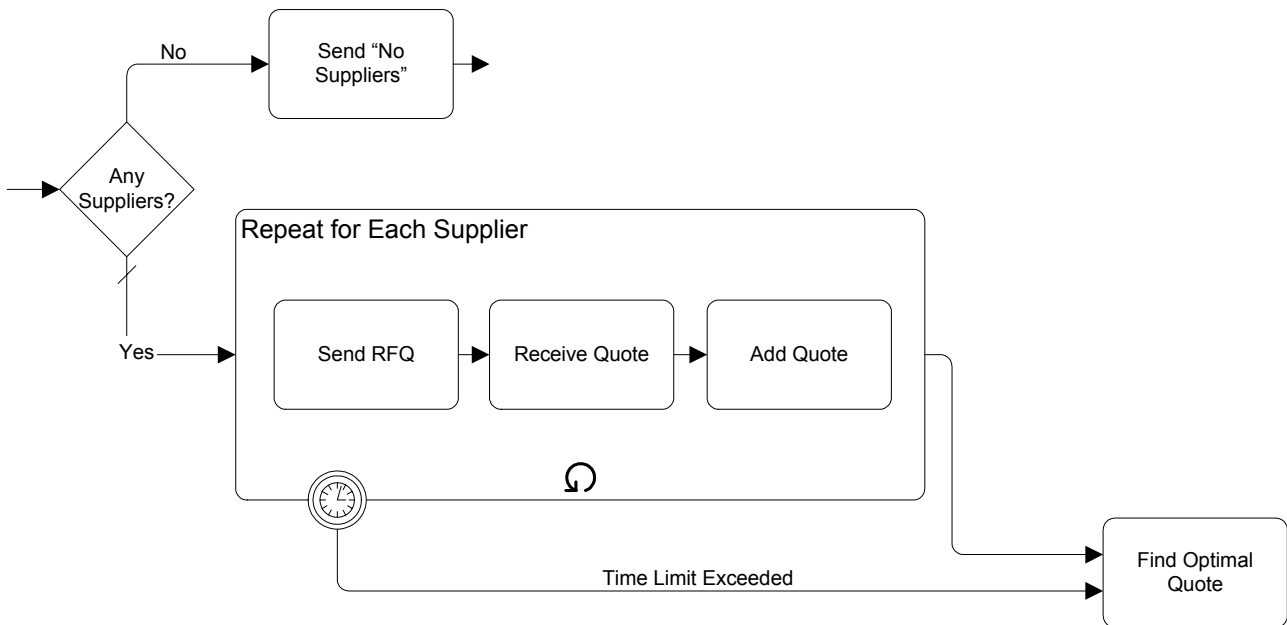 No
Send “No
Suppliers”
Any
Suppliers?
Repeat for Each Supplier
Send RFQ
Receive Quote
Add Quote
Yes
Time Limit Exceeded
Find Optimal
Quote